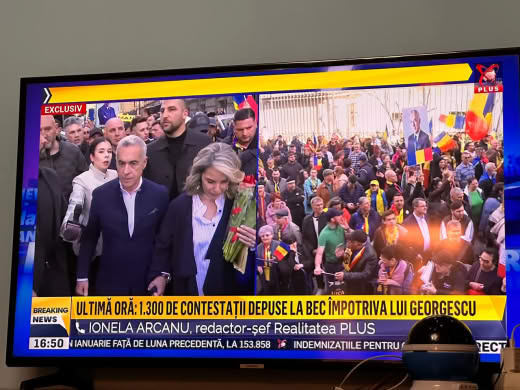 EXCLUSIV
PLUS
ULTIMĂ ORĂ: 1.300 DE CONTESTAȚII DEPUSE LA BEC ÎMPOTRIVA LUI GEORGESCU
BREAKING
NEWS
IONELA ARCANU, redactor-șef Realitatea PLUS
16:50
N IANUARIE FAȚĂ DE LUNA PRECEDENTĂ, LA 153.858
INDEMNIZAȚIILE PENTRU
RECT